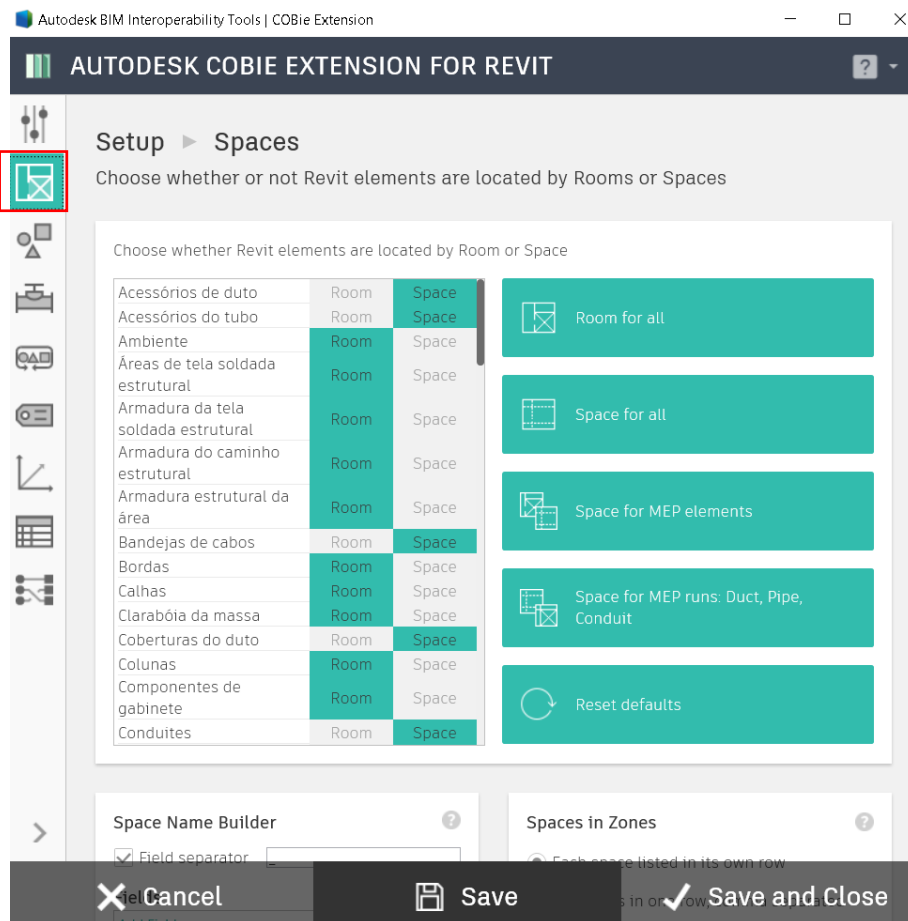 Autodesk BIM Interoperability Tools | COBie Extension
AUTODESK COBIE EXTENSION FOR REVIT
?
Setup ▶ Spaces
Choose whether or not Revit elements are located by Rooms or Spaces
Choose whether Revit elements are located by Room or Space
Acessórios de duto Room Space
Acessórios do tubo Room Space
Ambiente Room Space
Áreas de tela soldada
estrutural Room Space
Armadura da tela
soldada estrutural Room Space
Armadura do caminho
estrutural Room Space
Armadura estrutural da
área Room Space
Bandejas de cabos Room Space
Bordas Room Space
Calhas Room Space
Clarabóia da massa Room Space
Coberturas do duto Room Space
Colunas Room Space
Componentes de
gabinete Room Space
Conduites Room Space
Room for all
Space for all
Space for MEP elements
Space for MEP runs: Duct, Pipe,
Conduit
Reset defaults
Space Name Builder ?
Field separator _
Spaces in Zones ?
Each space listed in its own row
Cancel
Save
Save and Close